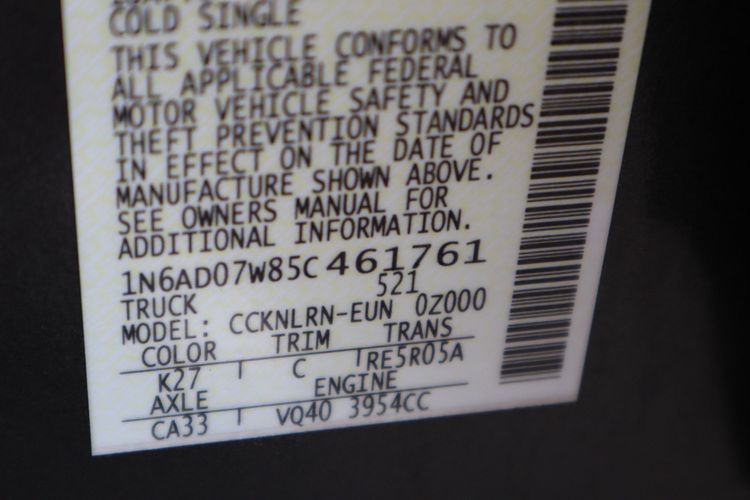 COLD SINGLE
THIS VEHICLE CONFORMS TO
ALL APPLICABLE FEDERAL
MOTOR VEHICLE SAFETY AND
THEFT PREVENTION STANDARDS
IN EFFECT ON THE DATE OF
MANUFACTURE SHOWN ABOVE.
SEE OWNERS MANUAL FOR
ADDITIONAL INFORMATION.
1N6AD07W85C461761
TRUCK 521
MODEL: CCKNLRN-EUN 0Z000
COLOR TRIM TRANS
K27 C RE5R05A
AXLE ENGINE
CA33 VQ40 3954CC